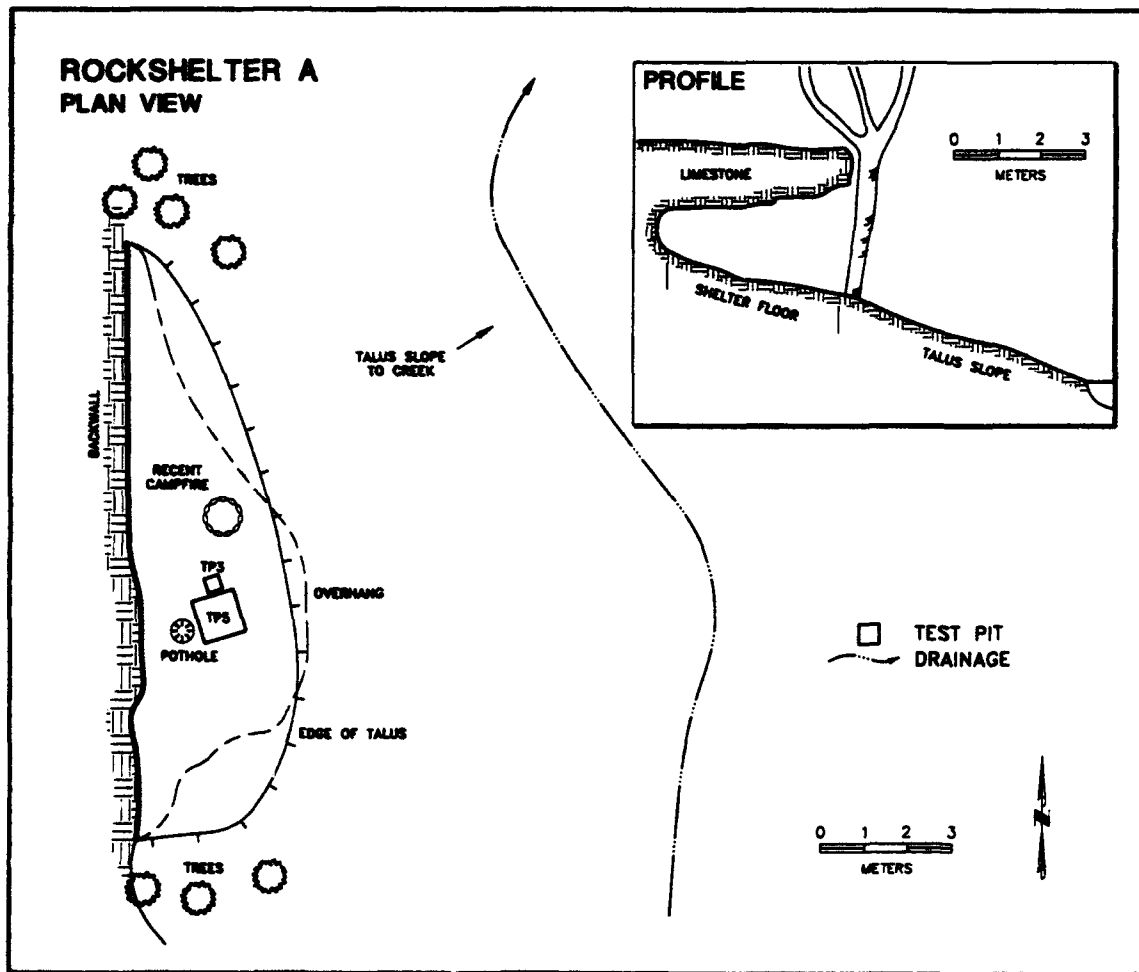 ROCKSHELTER A
PLAN VIEW
TREES
BACKWALL
TALUS SLOPE
TO CREEK
RECENT
CAMPFIRE
TP3
TP5
POTHOLE
OVERHANG
EDGE OF TALUS
TREES
PROFILE
0 1 2 3
METERS
LIMESTONE
SHELTER FLOOR
TALUS SLOPE
TEST PIT
DRAINAGE
0 1 2 3
METERS
N